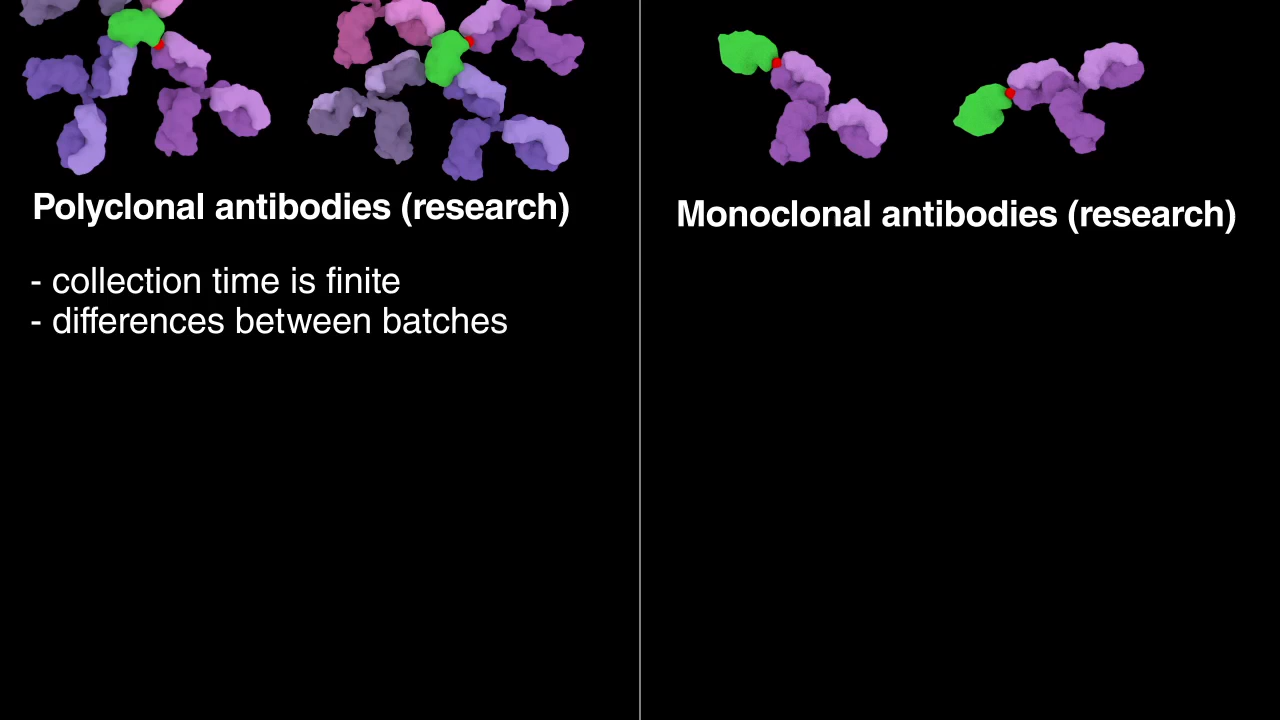 Polyclonal antibodies (research)
- collection time is finite
- differences between batches
Monoclonal antibodies (research)